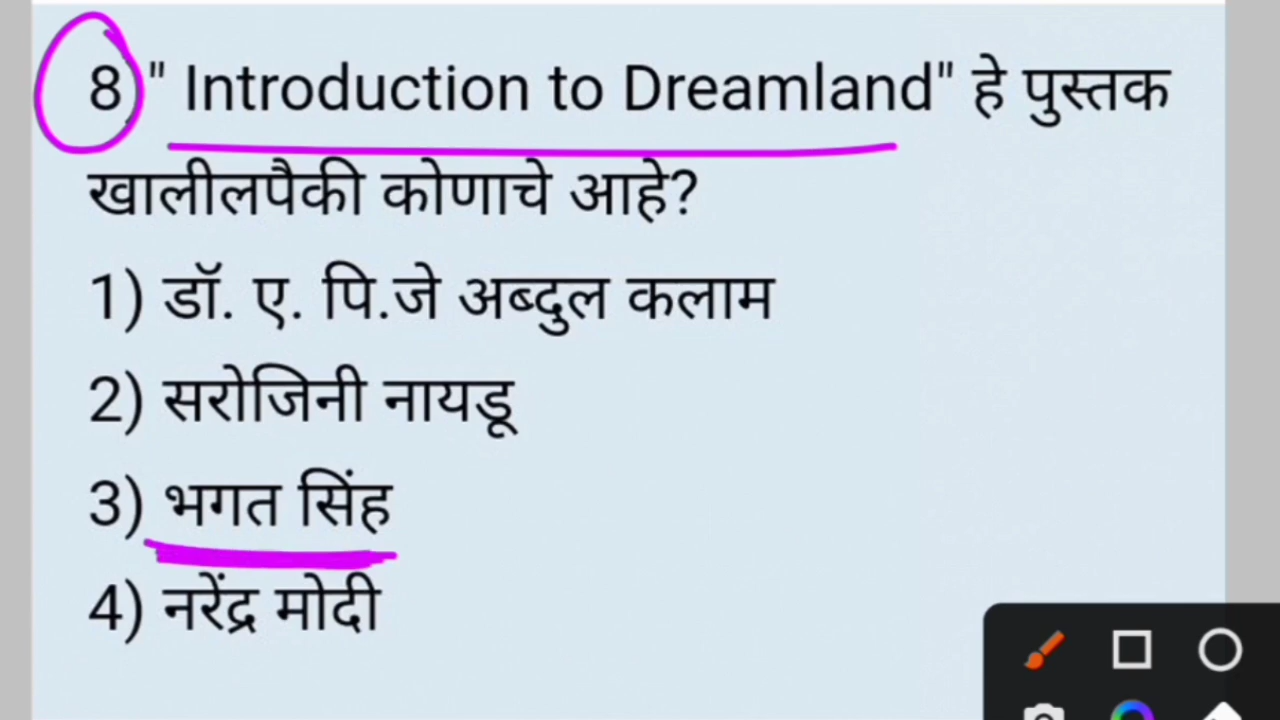 8) " Introduction to Dreamland" हे पुस्तक
खालीलपैकी कोणाचे आहे?
1) डॉ. ए. पि.जे अब्दुल कलाम
2) सरोजिनी नायडू
3) भगत सिंह
4) नरेंद्र मोदी